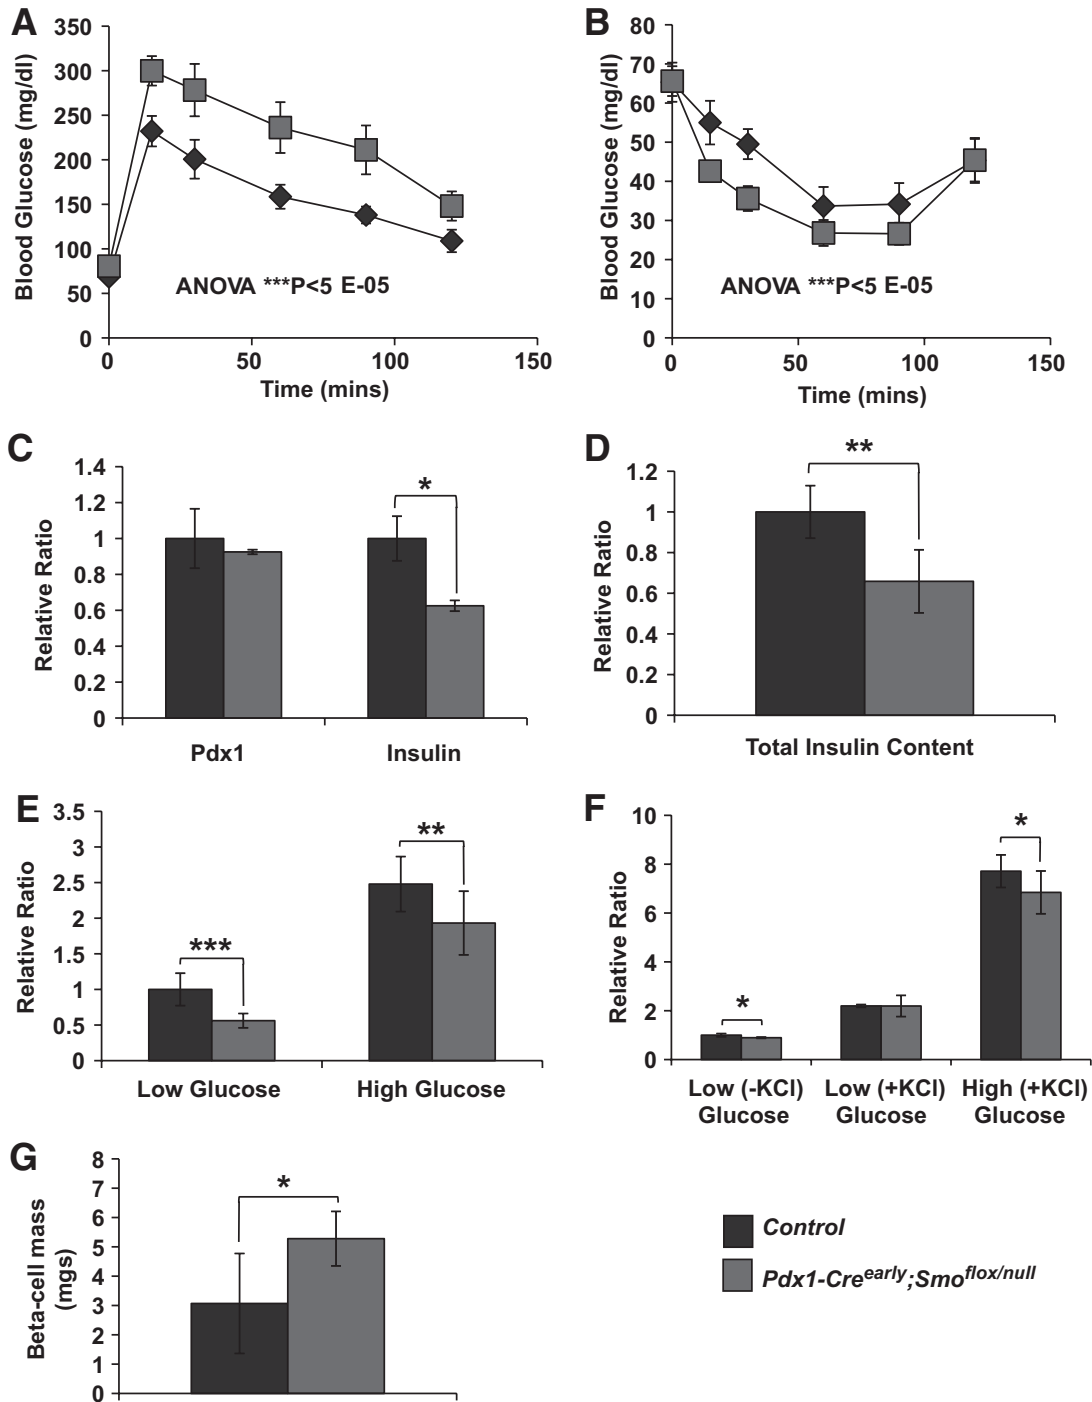 A
350
300
250
200
150
100
50
0
Blood Glucose (mg/dl)
ANOVA ***P<5 E-05
0 50 100 150
Time (mins)
B
80
70
60
50
40
30
20
10
0
Blood Glucose (mg/dl)
ANOVA ***P<5 E-05
0 50 100 150
Time (mins)
C
1.4
1.2
1
0.8
0.6
0.4
0.2
0
Relative Ratio
*
Pdx1 Insulin
D
1.2
1
0.8
0.6
0.4
0.2
0
Relative Ratio
**
Total Insulin Content
E
3.5
3
2.5
2
1.5
1
0.5
0
Relative Ratio
***
**
Low Glucose High Glucose
F
10
8
6
4
2
0
Relative Ratio
*
*
Low (-KCl) Low (+KCl) High (+KCl)
Glucose Glucose Glucose
G
8
7
6
5
4
3
2
1
0
Beta-cell mass
(mgs)
*
Control
Pdx1-Cre^early;Smo^flox/null